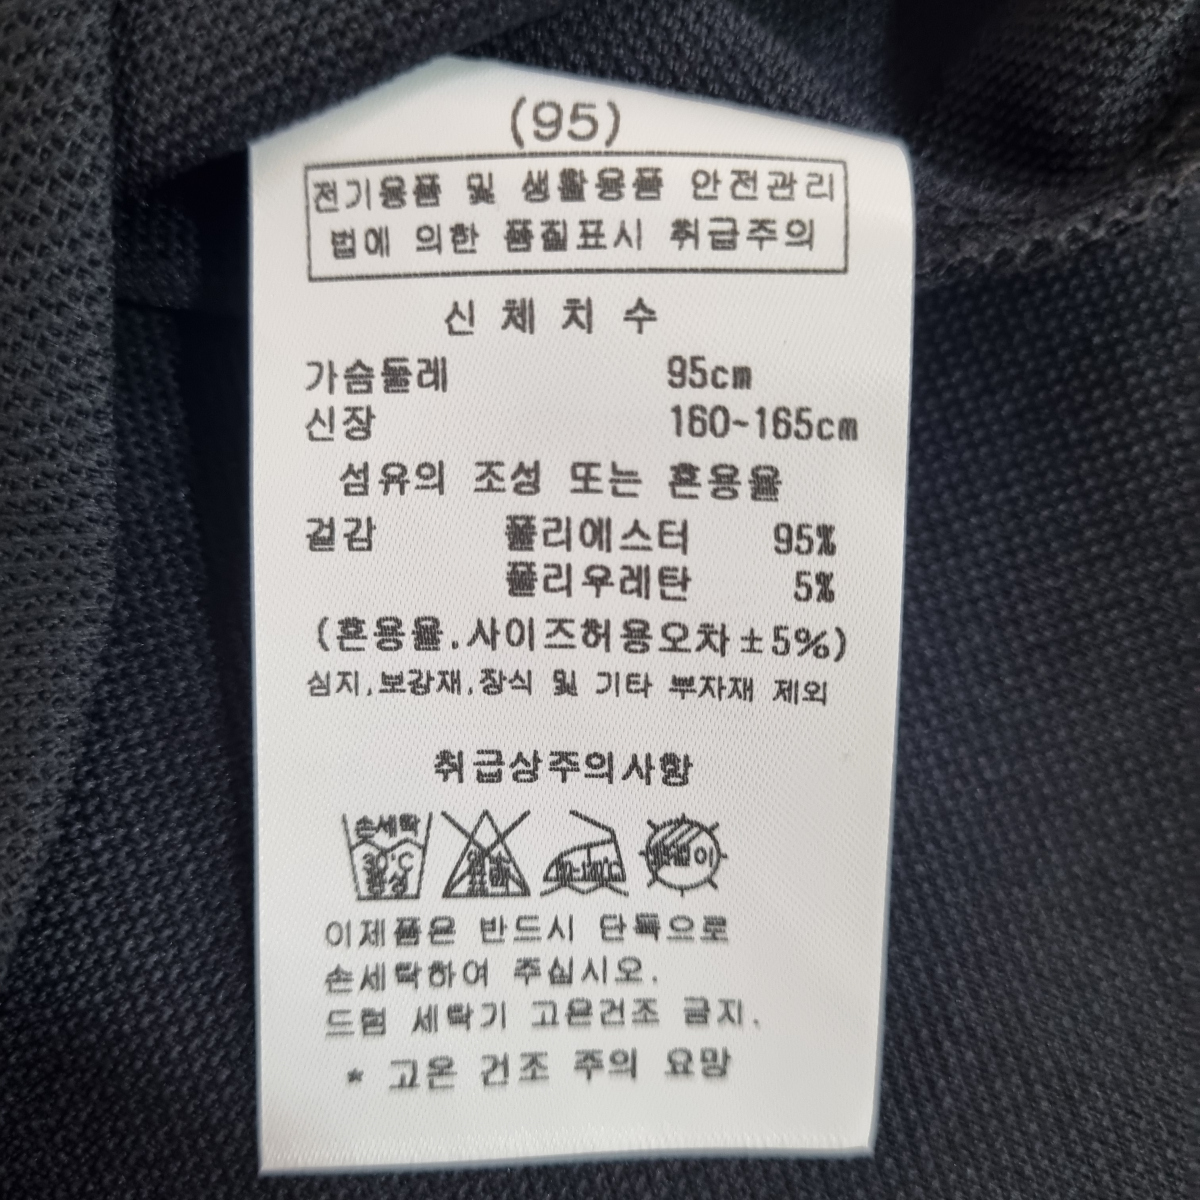 (95)
전기용품 및 생활용품 안전관리
법에 의한 품질표시 취급주의
신 체 치 수
가슴둘레 95cm
신장 160~165cm
섬유의 조성 또는 혼용율
겉감 폴리에스터 95%
폴리우레탄 5%
(혼용율.사이즈허용오차±5%)
심지,보강재,장식 및 기타 부자재 제외
취급상주의사항
손세탁
30℃
이제품은 반드시 단독으로
손세탁하여 주십시오.
드럼 세탁기 고온건조 금지.
* 고온 건조 주의 요망